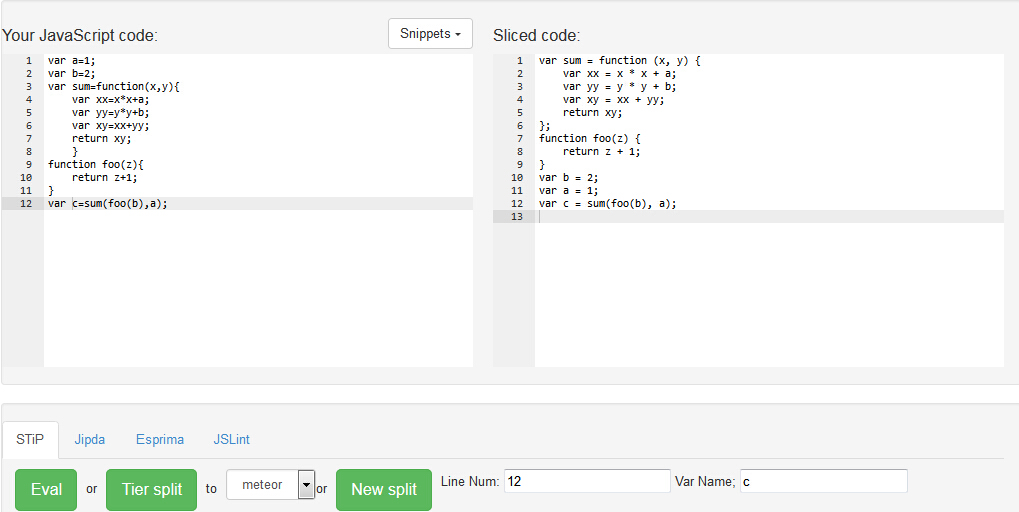 Your JavaScript code:
Snippets
1 var a=1;
2 var b=2;
3 var sum=function(x,y){
4     var xx=x*x+a;
5     var yy=y*y+b;
6     var xy=xx+yy;
7     return xy;
8     }
9 function foo(z){
10     return z+1;
11 }
12 var c=sum(foo(b),a);
Sliced code:
1 var sum = function (x, y) {
2     var xx = x * x + a;
3     var yy = y * y + b;
4     var xy = xx + yy;
5     return xy;
6 };
7 function foo(z) {
8     return z + 1;
9 }
10 var b = 2;
11 var a = 1;
12 var c = sum(foo(b), a);
13
STiP Jipda Esprima JSLint
Eval or Tier split to meteor or New split Line Num: 12 Var Name; c